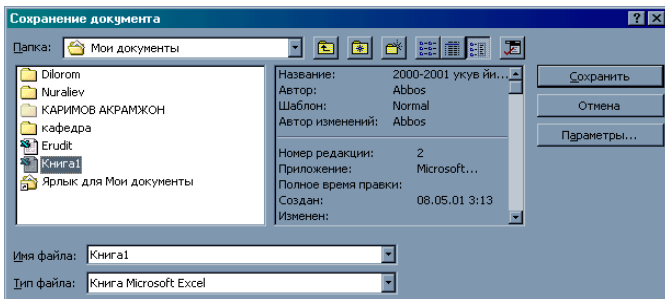 Сохранение документа
Папка: Мои документы
Dilorom
Nuraliev
КАРИМОВ АКРАМЖОН
кафедра
Erudit
Книга1
Ярлык для Мои документы
Название: 2000-2001 укув йи...
Автор: Abbos
Шаблон: Normal
Автор изменений: Abbos
Номер редакции: 2
Приложение: Microsoft...
Полное время правки:
Создан: 08.05.01 3:13
Изменен:
Сохранить
Отмена
Параметры...
Имя файла: Книга1
Тип файла: Книга Microsoft Excel